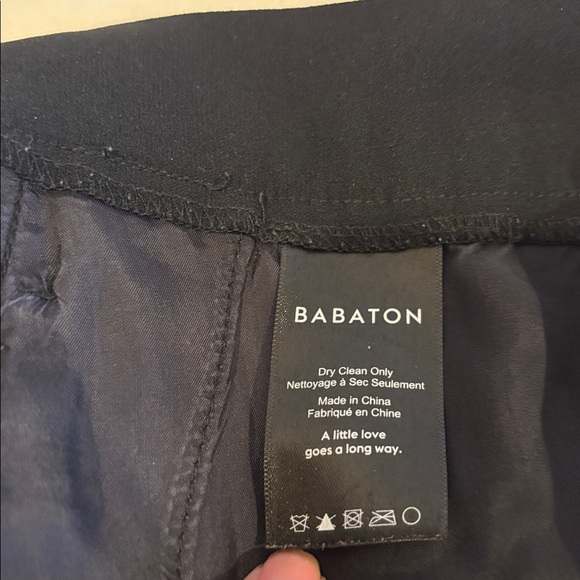 BABATON
Dry Clean Only
Nettoyage à Sec Seulement
Made in China
Fabriqué en Chine
A little love
goes a long way.